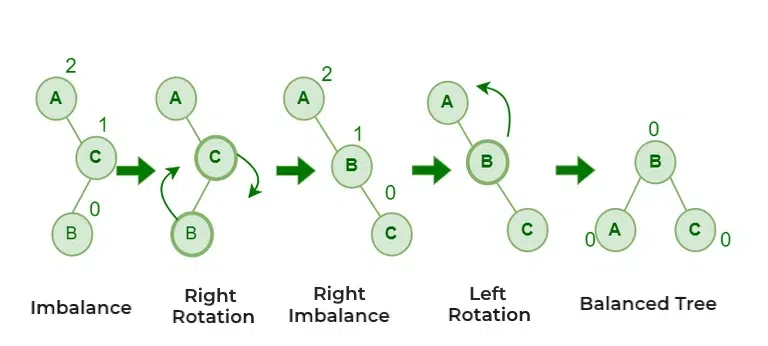 2
A
1
C
0
B
Imbalance
A
C
B
Right
Rotation
2
A
1
B
0
C
Right
Imbalance
A
B
C
Left
Rotation
0
B
0
A
C
0
Balanced Tree